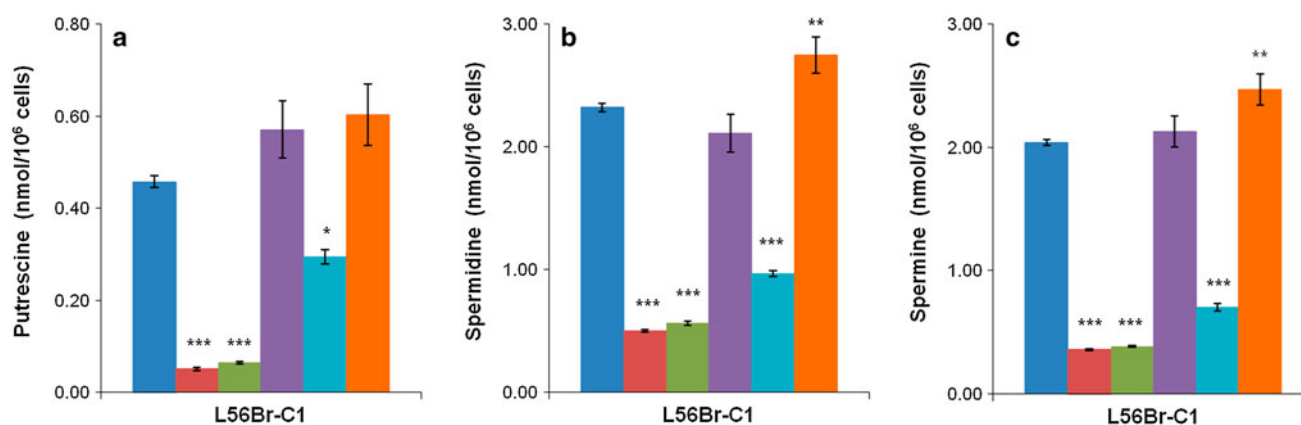 a
Putrescine (nmol/10⁶ cells)
0.80
0.60
0.40
0.20
0.00
*** ***
*
L56Br-C1
b
Spermidine (nmol/10⁶ cells)
3.00
2.00
1.00
0.00
*** ***
***
**
L56Br-C1
c
Spermine (nmol/10⁶ cells)
3.00
2.00
1.00
0.00
*** ***
***
**
L56Br-C1